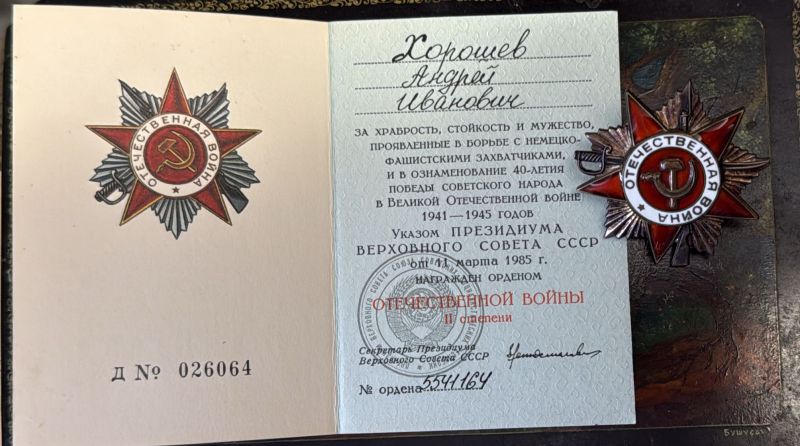 ОТЕЧЕСТВЕННАЯ ВОЙНА
Д № 026064
Хорошев
Андрей
Иванович
ЗА ХРАБРОСТЬ, СТОЙКОСТЬ И МУЖЕСТВО,
ПРОЯВЛЕННЫЕ В БОРЬБЕ С НЕМЕЦКО-
ФАШИСТСКИМИ ЗАХВАТЧИКАМИ,
И В ОЗНАМЕНОВАНИЕ 40-ЛЕТИЯ
ПОБЕДЫ СОВЕТСКОГО НАРОДА
В ВЕЛИКОЙ ОТЕЧЕСТВЕННОЙ ВОЙНЕ
1941—1945 ГОДОВ
УКАЗОМ ПРЕЗИДИУМА
ВЕРХОВНОГО СОВЕТА СССР
от 11 марта 1985 г.
НАГРАЖДЕН ОРДЕНОМ
ОТЕЧЕСТВЕННОЙ ВОЙНЫ
II степени
Секретарь Президиума
Верховного Совета СССР
№ ордена 5541164
ОТЕЧЕСТВЕННАЯ ВОЙНА